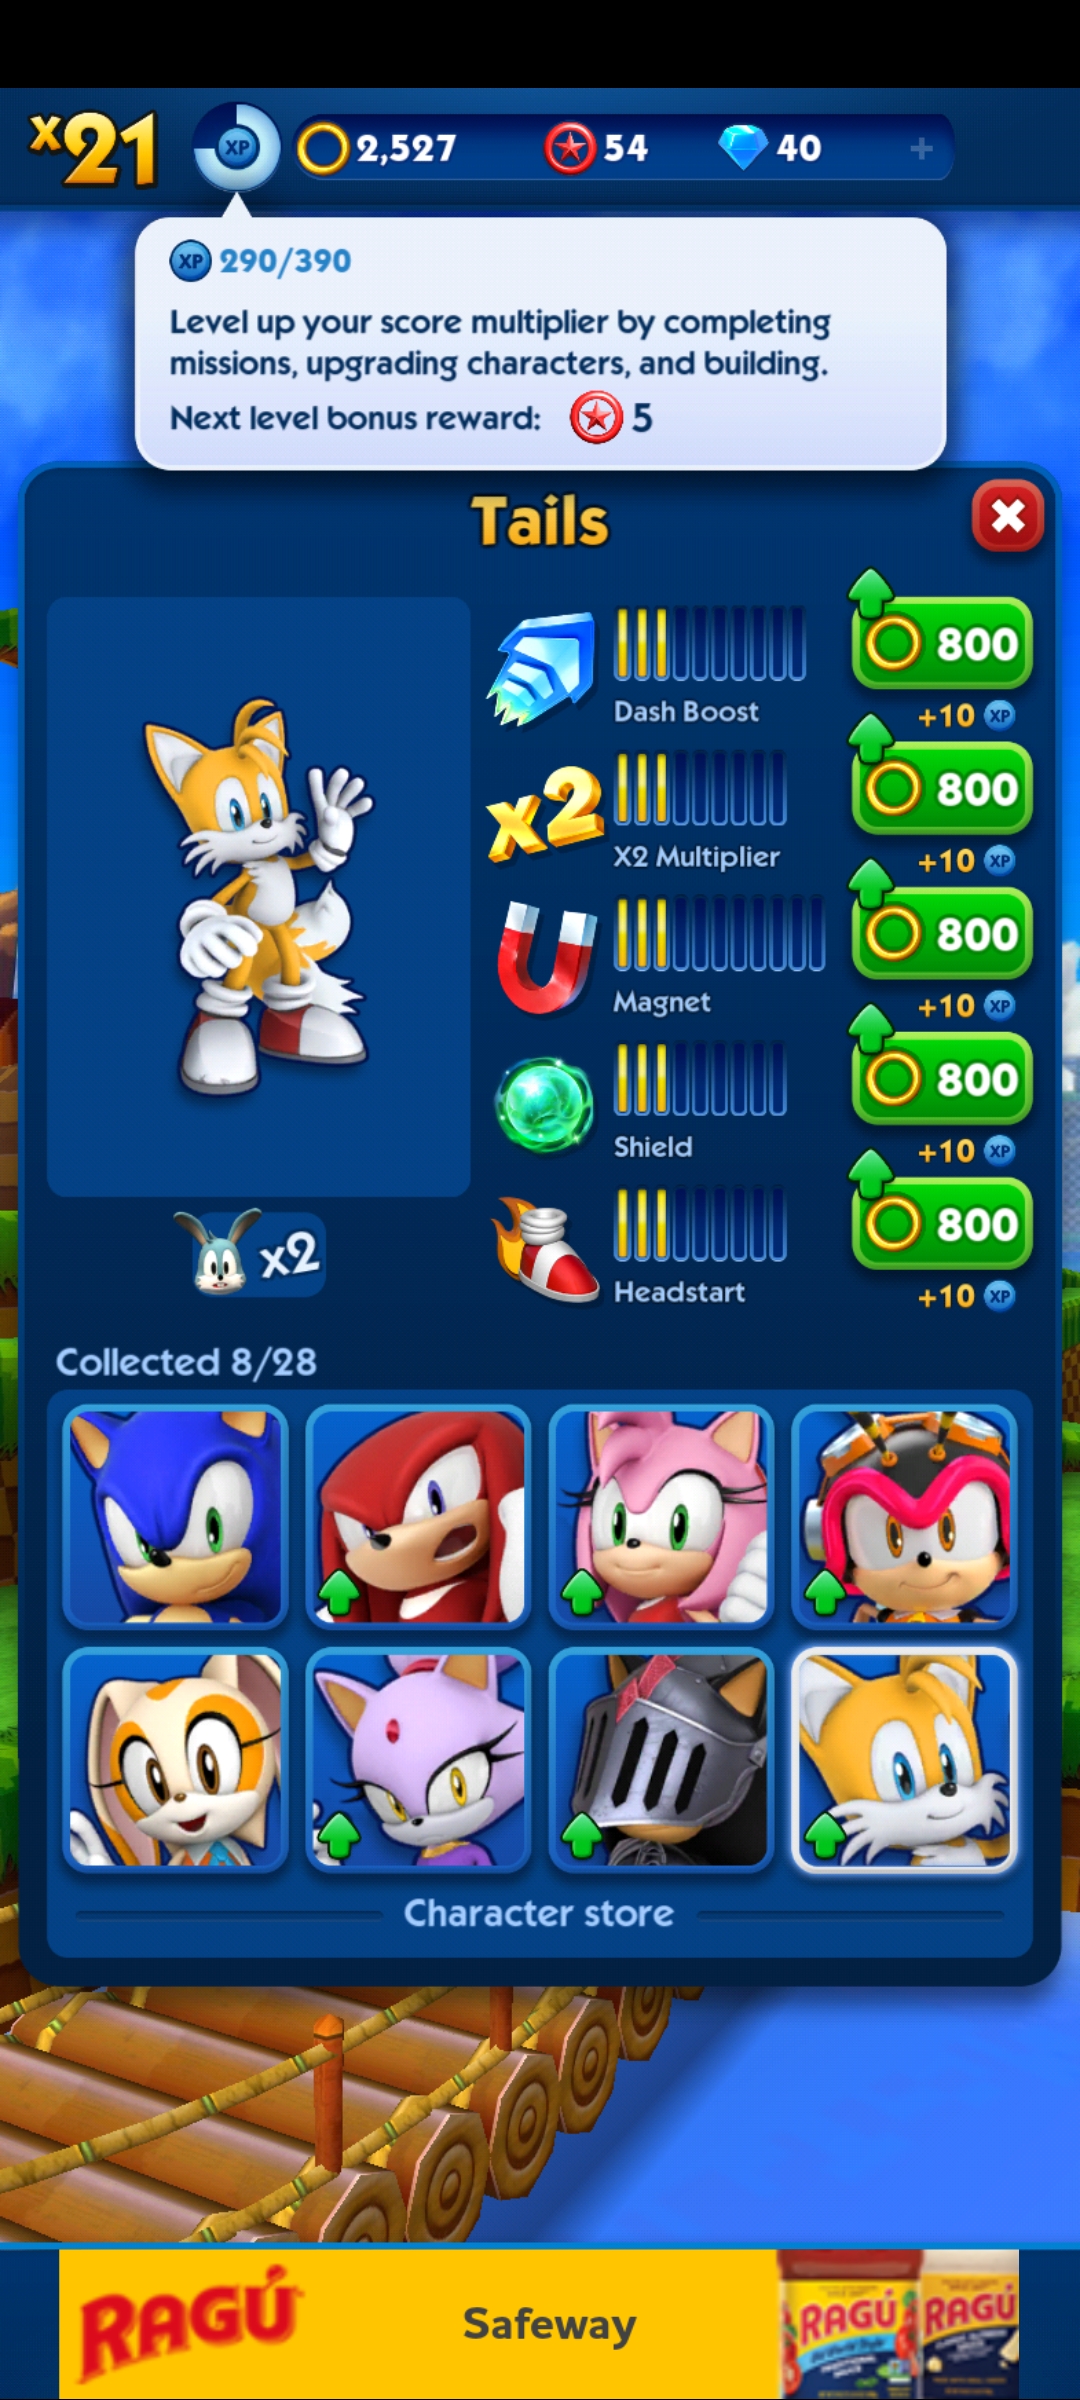 x21 XP 2,527 54 40 +
XP 290/390
Level up your score multiplier by completing
missions, upgrading characters, and building.
Next level bonus reward: 5
Tails
800
Dash Boost
+10 XP
x2
800
X2 Multiplier
+10 XP
800
Magnet
+10 XP
800
Shield
+10 XP
x2
800
Headstart
+10 XP
Collected 8/28
Character store
RAGÚ
Safeway
RAGÚ
RAGÚ